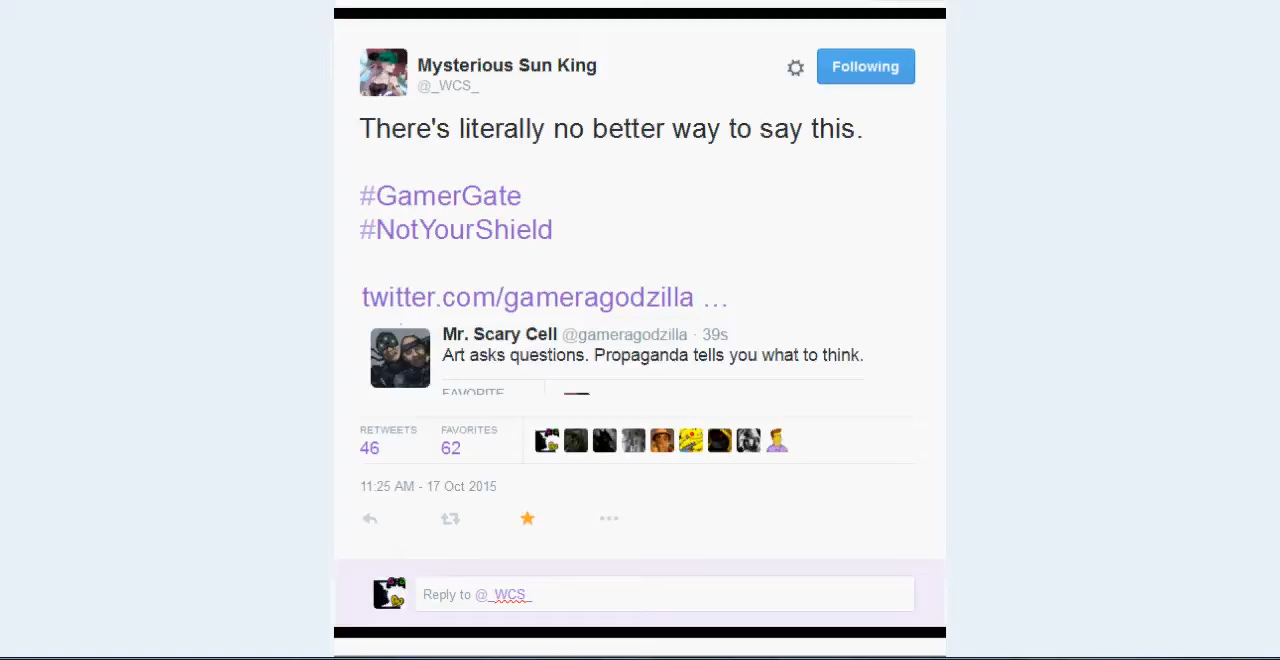 Mysterious Sun King
@_WCS_
Following
There's literally no better way to say this.
#GamerGate
#NotYourShield
twitter.com/gameragodzilla …
Mr. Scary Cell @gameragodzilla · 39s
Art asks questions. Propaganda tells you what to think.
FAVORITE
RETWEETS FAVORITES
46 62
11:25 AM - 17 Oct 2015
Reply to @_WCS_